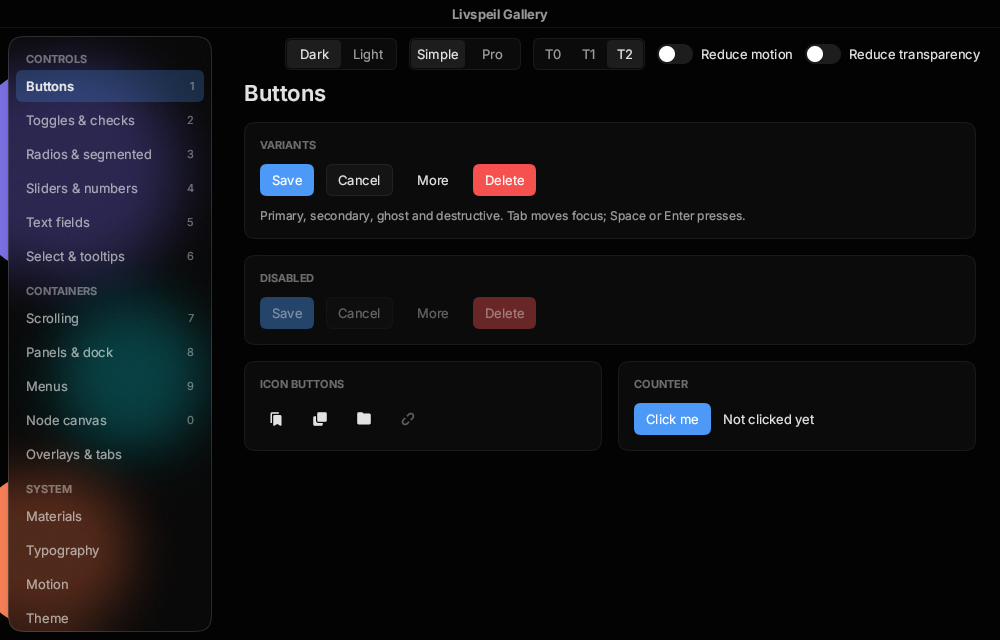 Livspeil Gallery
Dark Light Simple Pro T0 T1 T2 Reduce motion Reduce transparency
CONTROLS
Buttons 1
Toggles & checks 2
Radios & segmented 3
Sliders & numbers 4
Text fields 5
Select & tooltips 6
CONTAINERS
Scrolling 7
Panels & dock 8
Menus 9
Node canvas 0
Overlays & tabs
SYSTEM
Materials
Typography
Motion
Theme
Buttons
VARIANTS
Save Cancel More Delete
Primary, secondary, ghost and destructive. Tab moves focus; Space or Enter presses.
DISABLED
Save Cancel More Delete
ICON BUTTONS
COUNTER
Click me Not clicked yet